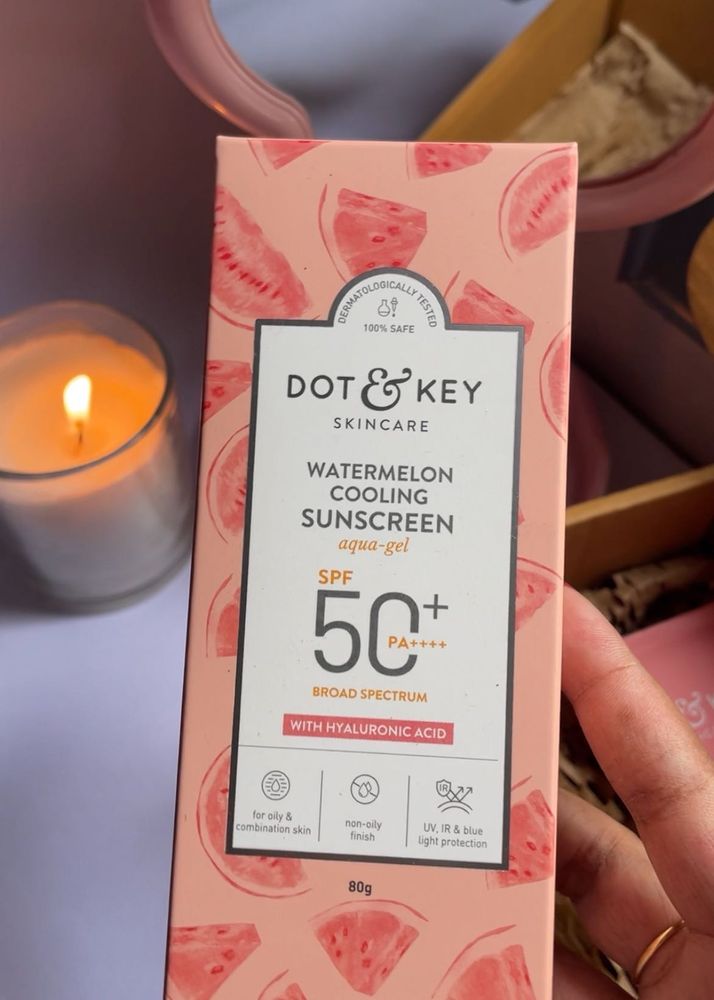 DERMATOLOGICALLY TESTED
100% SAFE
DOT & KEY
SKINCARE
WATERMELON
COOLING
SUNSCREEN
aqua-gel
SPF
50+
PA++++
BROAD SPECTRUM
WITH HYALURONIC ACID
IR
for oily &
combination skin
non-oily
finish
UV, IR & blue
light protection
80g